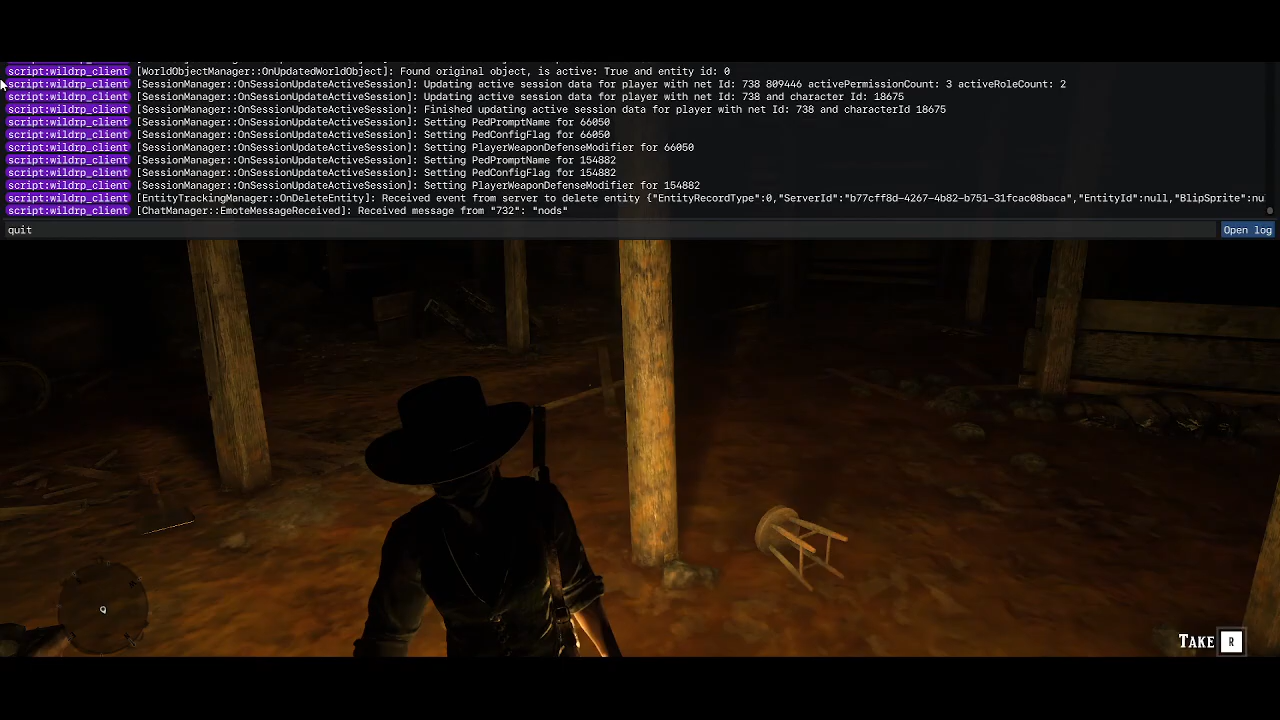 script:wildrp_client [WorldObjectManager::OnUpdatedWorldObject]: Found original object, is active: True and entity id: 0
script:wildrp_client [SessionManager::OnSessionUpdateActiveSession]: Updating active session data for player with net Id: 738 809446 activePermissionCount: 3 activeRoleCount: 2
script:wildrp_client [SessionManager::OnSessionUpdateActiveSession]: Updating active session data for player with net Id: 738 and character Id: 18675
script:wildrp_client [SessionManager::OnSessionUpdateActiveSession]: Finished updating active session data for player with net Id: 738 and characterId 18675
script:wildrp_client [SessionManager::OnSessionUpdateActiveSession]: Setting PedPromptName for 66050
script:wildrp_client [SessionManager::OnSessionUpdateActiveSession]: Setting PedConfigFlag for 66050
script:wildrp_client [SessionManager::OnSessionUpdateActiveSession]: Setting PlayerWeaponDefenseModifier for 66050
script:wildrp_client [SessionManager::OnSessionUpdateActiveSession]: Setting PedPromptName for 154882
script:wildrp_client [SessionManager::OnSessionUpdateActiveSession]: Setting PedConfigFlag for 154882
script:wildrp_client [SessionManager::OnSessionUpdateActiveSession]: Setting PlayerWeaponDefenseModifier for 154882
script:wildrp_client [EntityTrackingManager::OnDeleteEntity]: Received event from server to delete entity {"EntityRecordType":0,"ServerId":"b77cff8d-4267-4b82-b751-31fcac08baca","EntityId":null,"BlipSprite":nu
script:wildrp_client [ChatManager::EmoteMessageReceived]: Received message from "732": "nods"
quit Open log
TAKE R